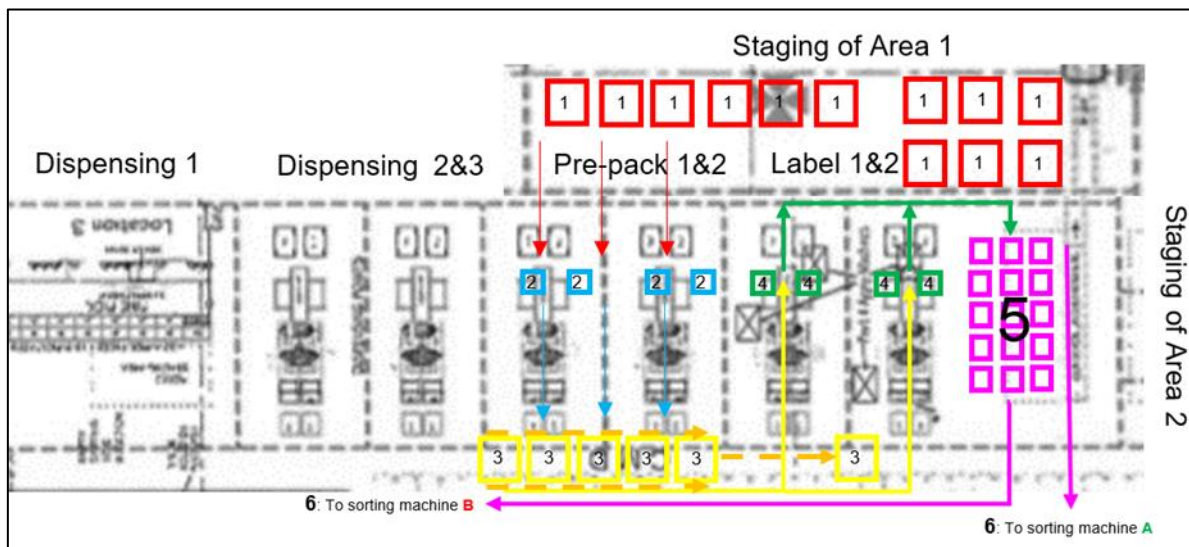 Staging of Area 1
1 1 1 1 1 1 1 1 1
1 1 1
Dispensing 1 Dispensing 2&3 Pre-pack 1&2 Label 1&2
Location 3
Staging of Area 2
2 2 2 2 4 4 4 4
5
3 3 3 3 3 3
6: To sorting machine B
6: To sorting machine A